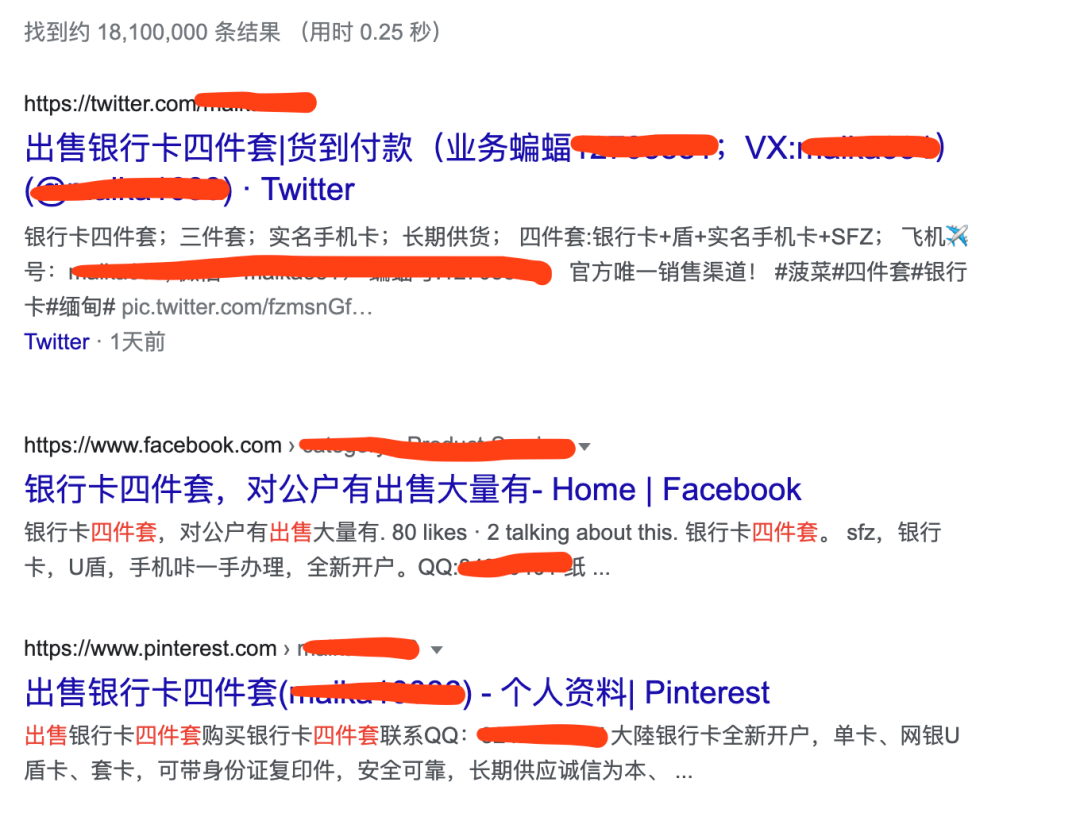 找到约 18,100,000 条结果 （用时 0.25 秒）
https://twitter.com/
出售银行卡四件套|货到付款（业务蝙蝠；VX:)
(@) · Twitter
银行卡四件套；三件套；实名手机卡；长期供货； 四件套:银行卡+盾+实名手机卡+SFZ； 飞机✈️
号： 官方唯一销售渠道！ #菠菜#四件套#银行
卡#缅甸# pic.twitter.com/fzmsnGf…
Twitter · 1天前
https://www.facebook.com ›
银行卡四件套，对公户有出售大量有- Home | Facebook
银行卡四件套，对公户有出售大量有. 80 likes · 2 talking about this. 银行卡四件套。 sfz，银行
卡，U盾，手机咔一手办理，全新开户。QQ: 纸 ...
https://www.pinterest.com ›
出售银行卡四件套() - 个人资料| Pinterest
出售银行卡四件套购买银行卡四件套联系QQ： 大陸银行卡全新开户，单卡、网银U
盾卡、套卡，可带身份证复印件，安全可靠，长期供应诚信为本、 ...